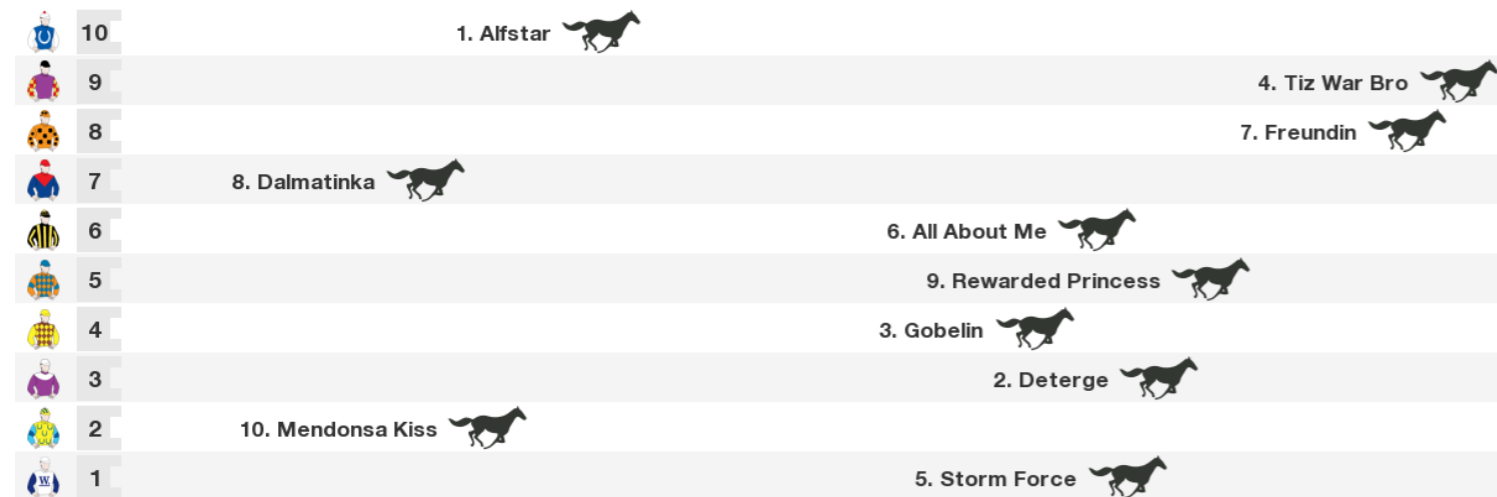 10 1. Alfstar
9 4. Tiz War Bro
8 7. Freundin
7 8. Dalmatinka
6 6. All About Me
5 9. Rewarded Princess
4 3. Gobelin
3 2. Deterge
2 10. Mendonsa Kiss
W 1 5. Storm Force